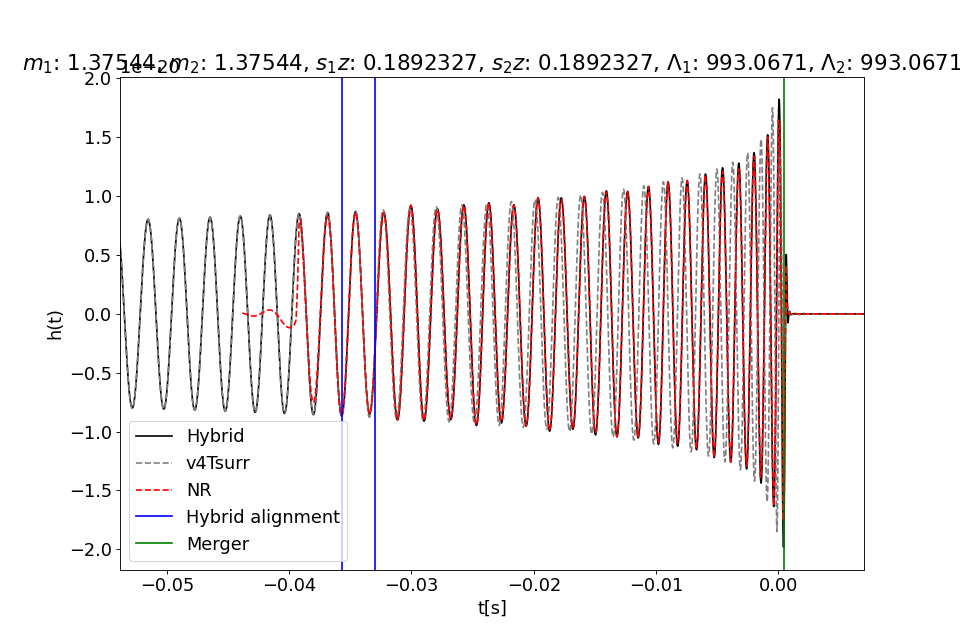 m₁: 1.37544, m₂: 1.37544, s₁z: 0.1892327, s₂z: 0.1892327, Λ₁: 993.0671, Λ₂: 993.0671
1e−20
2.0
1.5
1.0
0.5
0.0
−0.5
−1.0
−1.5
−2.0
h(t)
Hybrid
v4Tsurr
NR
Hybrid alignment
Merger
−0.05
−0.04
−0.03
−0.02
−0.01
0.00
t[s]